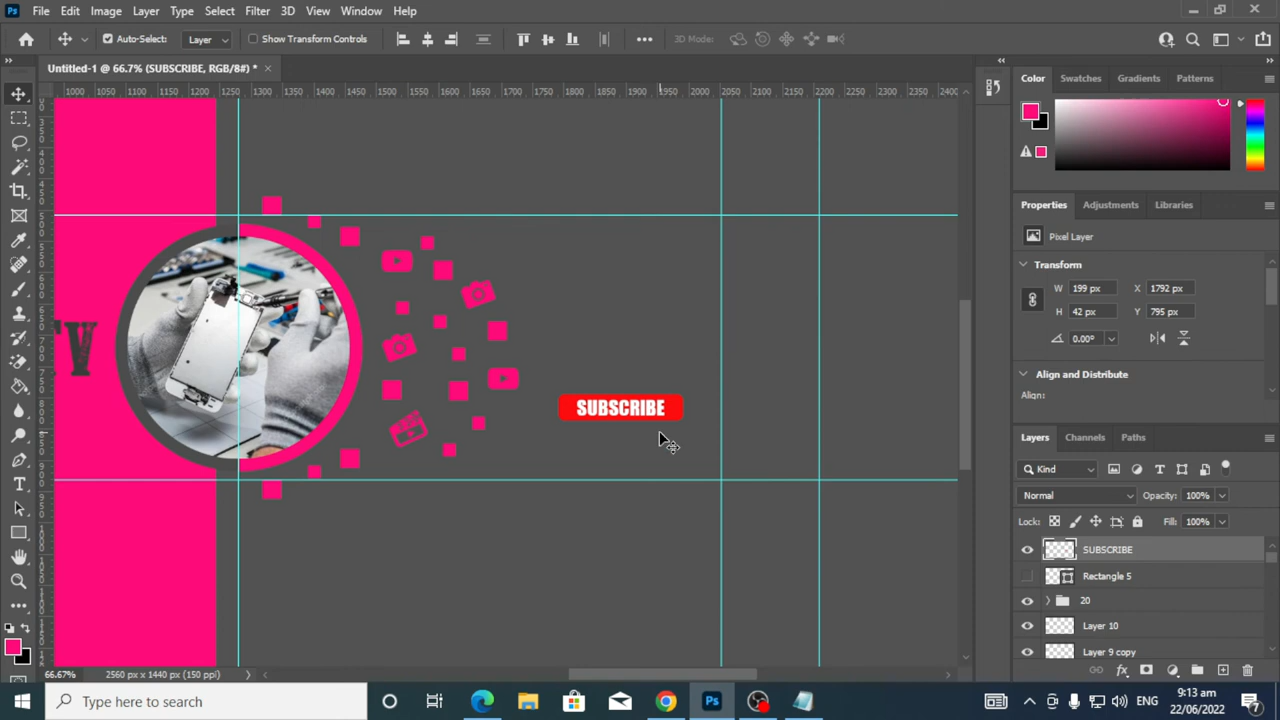 Ps File Edit Image Layer Type Select Filter 3D View Window Help
Auto-Select: Layer Show Transform Controls 3D Mode:
Untitled-1 @ 66.7% (SUBSCRIBE, RGB/8#) *
1000 1050 1100 1150 1200 1250 1300 1350 1400 1450 1500 1550 1600 1650 1700 1750 1800 1850 1900 1950 2000 2050 2100 2150 2200 2250 2300 2350 2400
Color Swatches Gradients Patterns
Properties Adjustments Libraries
Pixel Layer
Transform
W 199 px X 1792 px
H 42 px Y 795 px
0.00°
Align and Distribute
Align:
TV
SUBSCRIBE
Layers Channels Paths
Kind
Normal Opacity: 100%
Lock: Fill: 100%
SUBSCRIBE
Rectangle 5
20
Layer 10
Layer 9 copy
66.67% 2560 px x 1440 px (150 ppi)
Type here to search
Ps
ENG
9:13 am
22/06/2022
7